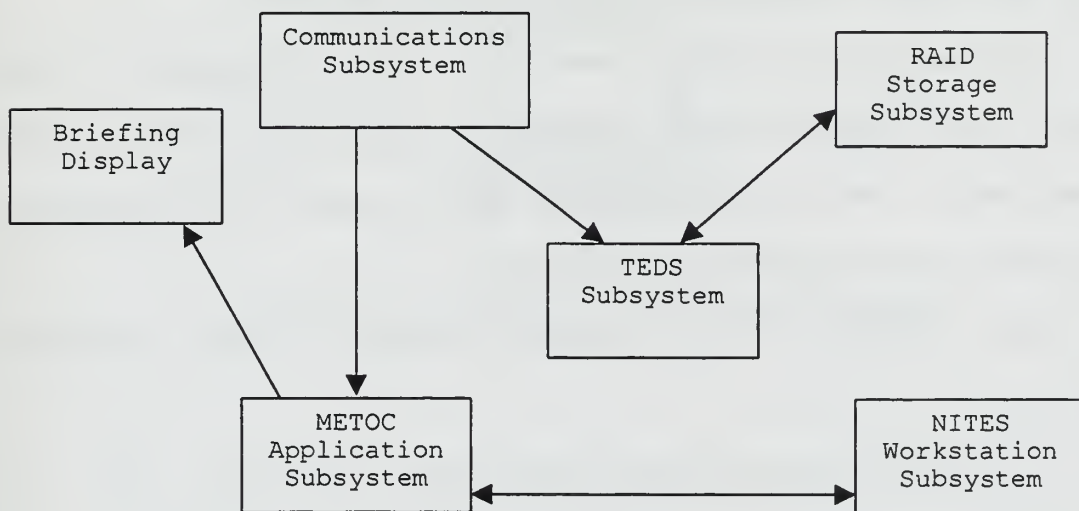 Communications
Subsystem
RAID
Storage
Subsystem
Briefing
Display
TEDS
Subsystem
METOC
Application
Subsystem
NITES
Workstation
Subsystem